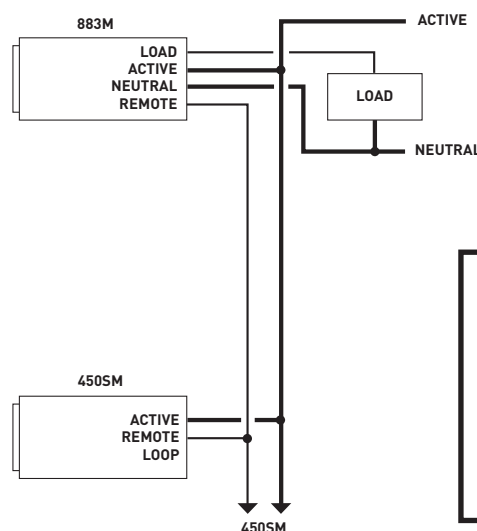 883M
ACTIVE
LOAD
ACTIVE
NEUTRAL
REMOTE
LOAD
NEUTRAL
450SM
ACTIVE
REMOTE
LOOP
450SM